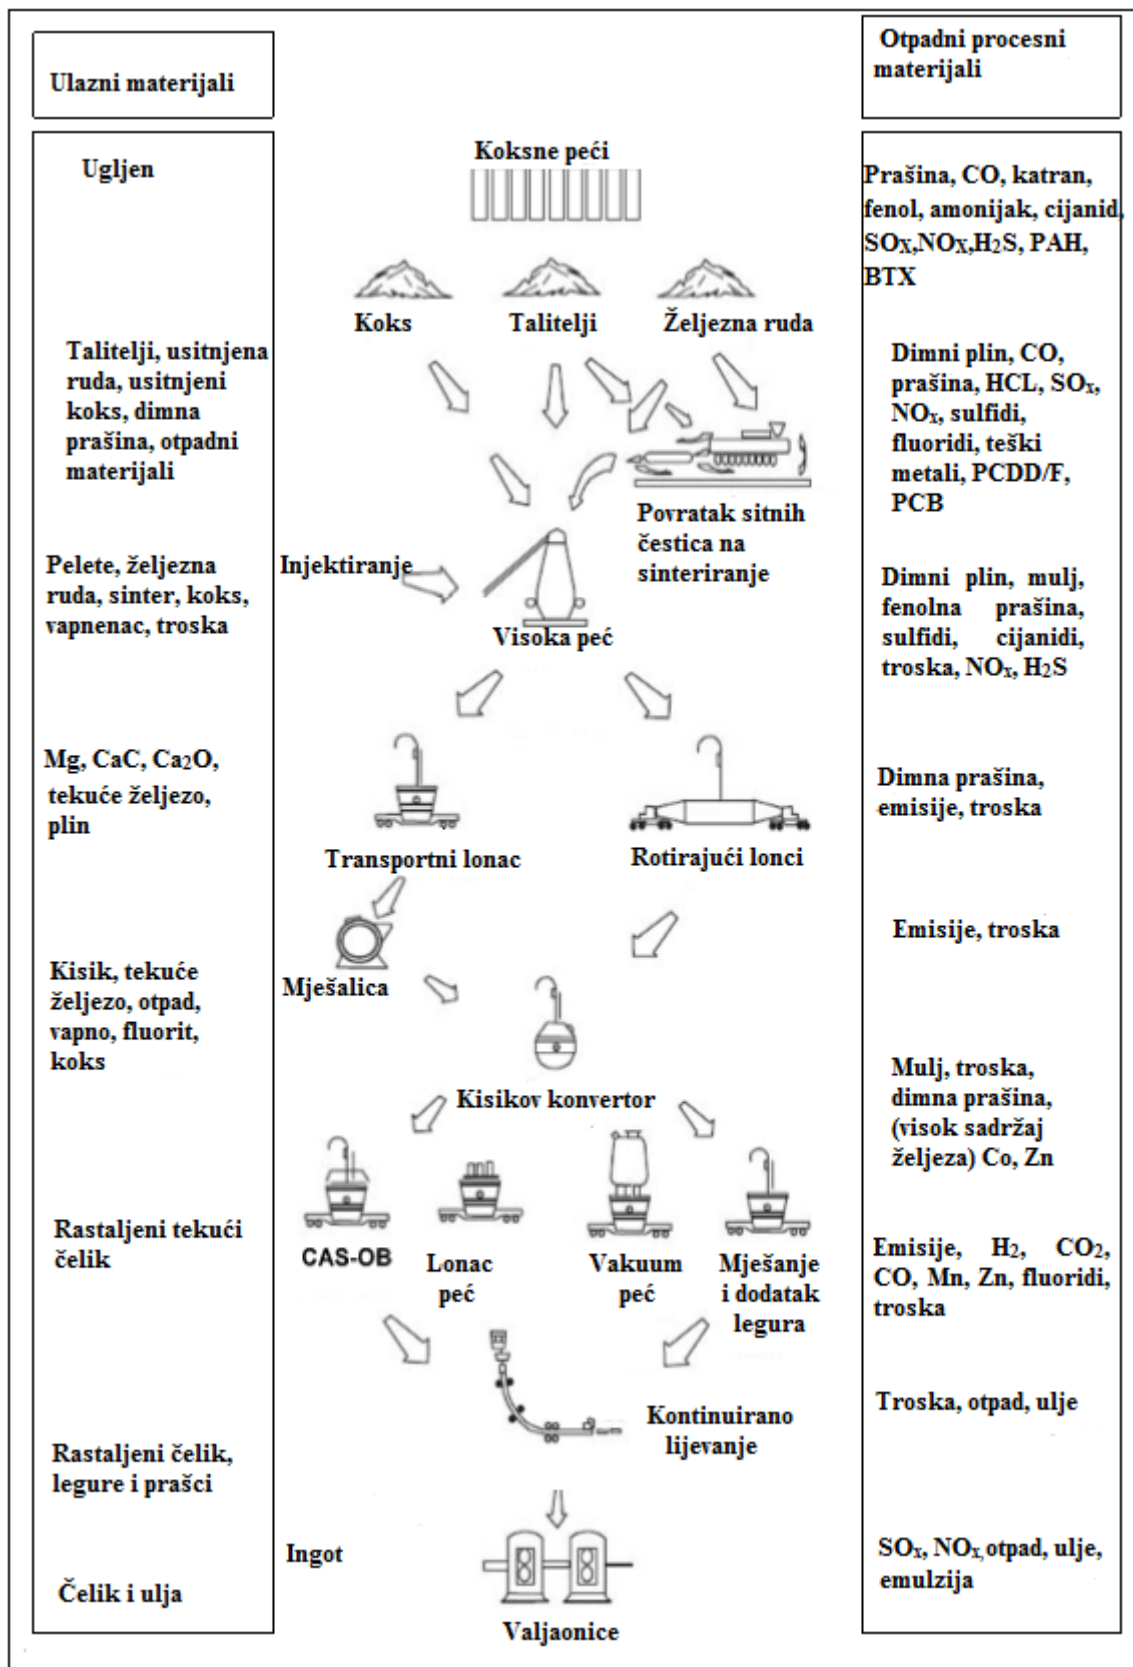 Ulazni materijali
Otpadni procesni
materijali
Ugljen
Koksne peći
Prašina, CO, katran,
fenol, amonijak, cijanid,
SOX,NOX,H2S, PAH,
BTX
Koks
Talitelji
Željezna ruda
Talitelji, usitnjena
ruda, usitnjeni
koks, dimna
prašina, otpadni
materijali
Dimni plin, CO,
prašina, HCL, SOx,
NOx, sulfidi,
fluoridi, teški
metali, PCDD/F,
PCB
Povratak sitnih
čestica na
sinteriranje
Pelete, željezna
ruda, sinter, koks,
vapnenac, troska
Injektiranje
Visoka peć
Dimni plin, mulj,
fenolna prašina,
sulfidi, cijanidi,
troska, NOx, H2S
Mg, CaC, Ca2O,
tekuće željezo,
plin
Transportni lonac
Rotirajući lonci
Dimna prašina,
emisije, troska
Mješalica
Emisije, troska
Kisik, tekuće
željezo, otpad,
vapno, fluorit,
koks
Kisikov konvertor
Mulj, troska,
dimna prašina,
(visok sadržaj
željeza) Co, Zn
Rastaljeni tekući
čelik
CAS-OB
Lonac
peć
Vakuum
peć
Mješanje
i dodatak
legura
Emisije, H2, CO2,
CO, Mn, Zn, fluoridi,
troska
Kontinuirano
lijevanje
Troska, otpad, ulje
Rastaljeni čelik,
legure i prašci
Ingot
Valjaonice
SOx, NOx, otpad, ulje,
emulzija
Čelik i ulja